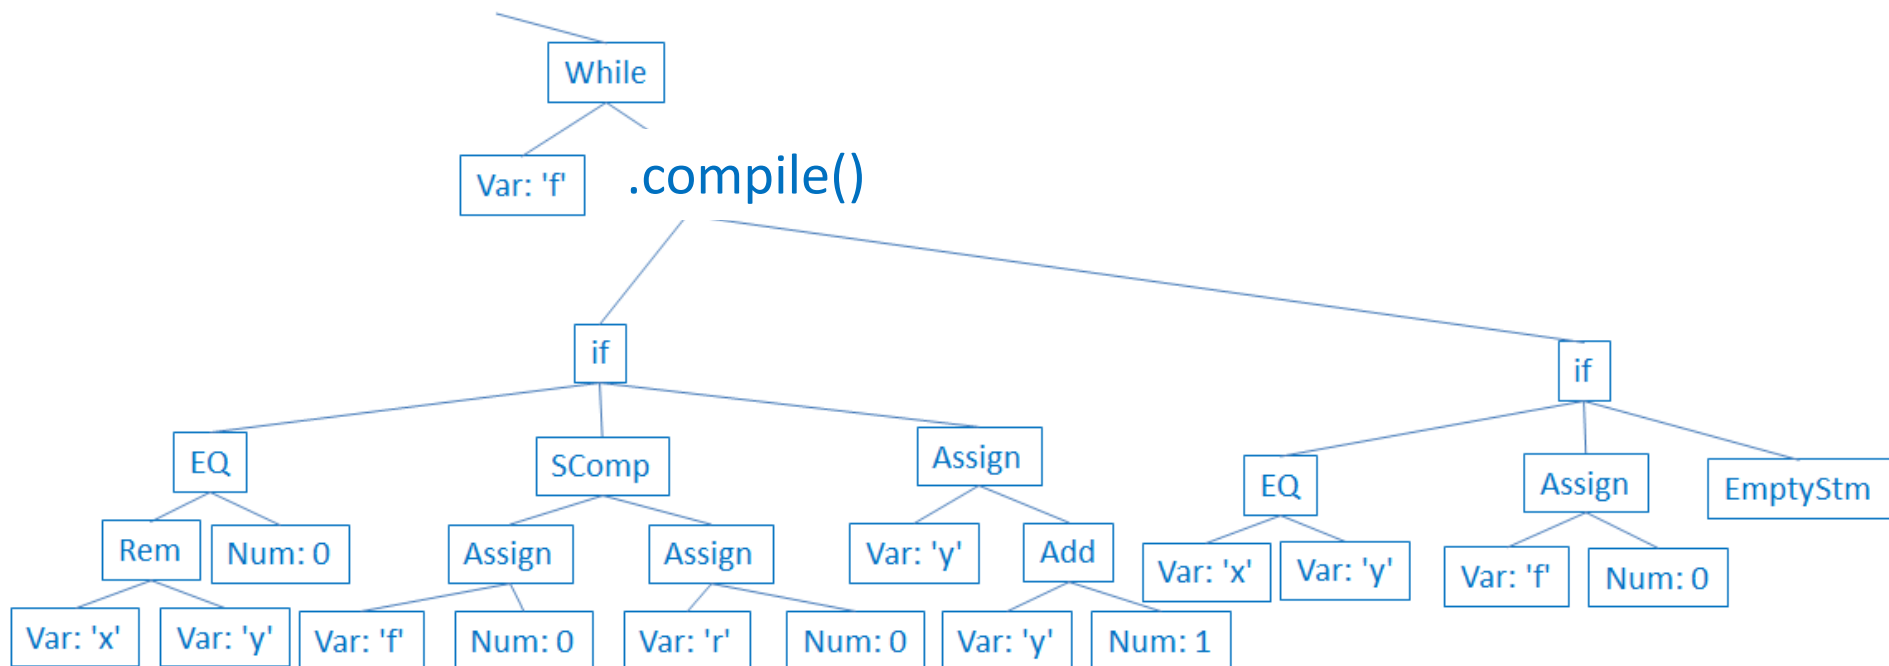 While
Var: 'f'
.compile()
if
if
EQ
SComp
Assign
EQ
Assign
EmptyStm
Rem
Num: 0
Assign
Assign
Var: 'y'
Add
Var: 'x'
Var: 'y'
Var: 'f'
Num: 0
Var: 'x'
Var: 'y'
Var: 'f'
Num: 0
Var: 'r'
Num: 0
Var: 'y'
Num: 1